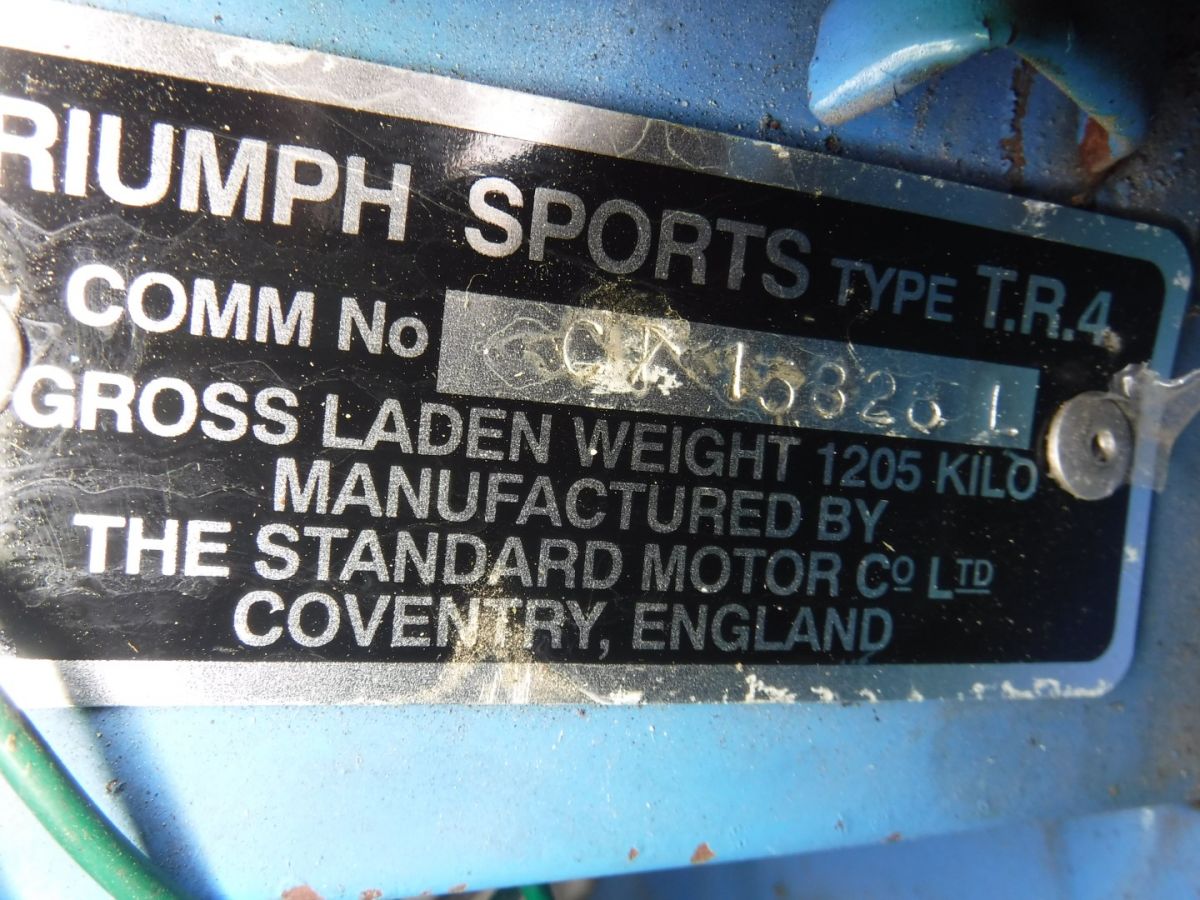 RIUMPH SPORTS TYPE T.R.4
COMM No 15828 L
GROSS LADEN WEIGHT 1205 KILO
MANUFACTURED BY
THE STANDARD MOTOR Co LTD
COVENTRY, ENGLAND